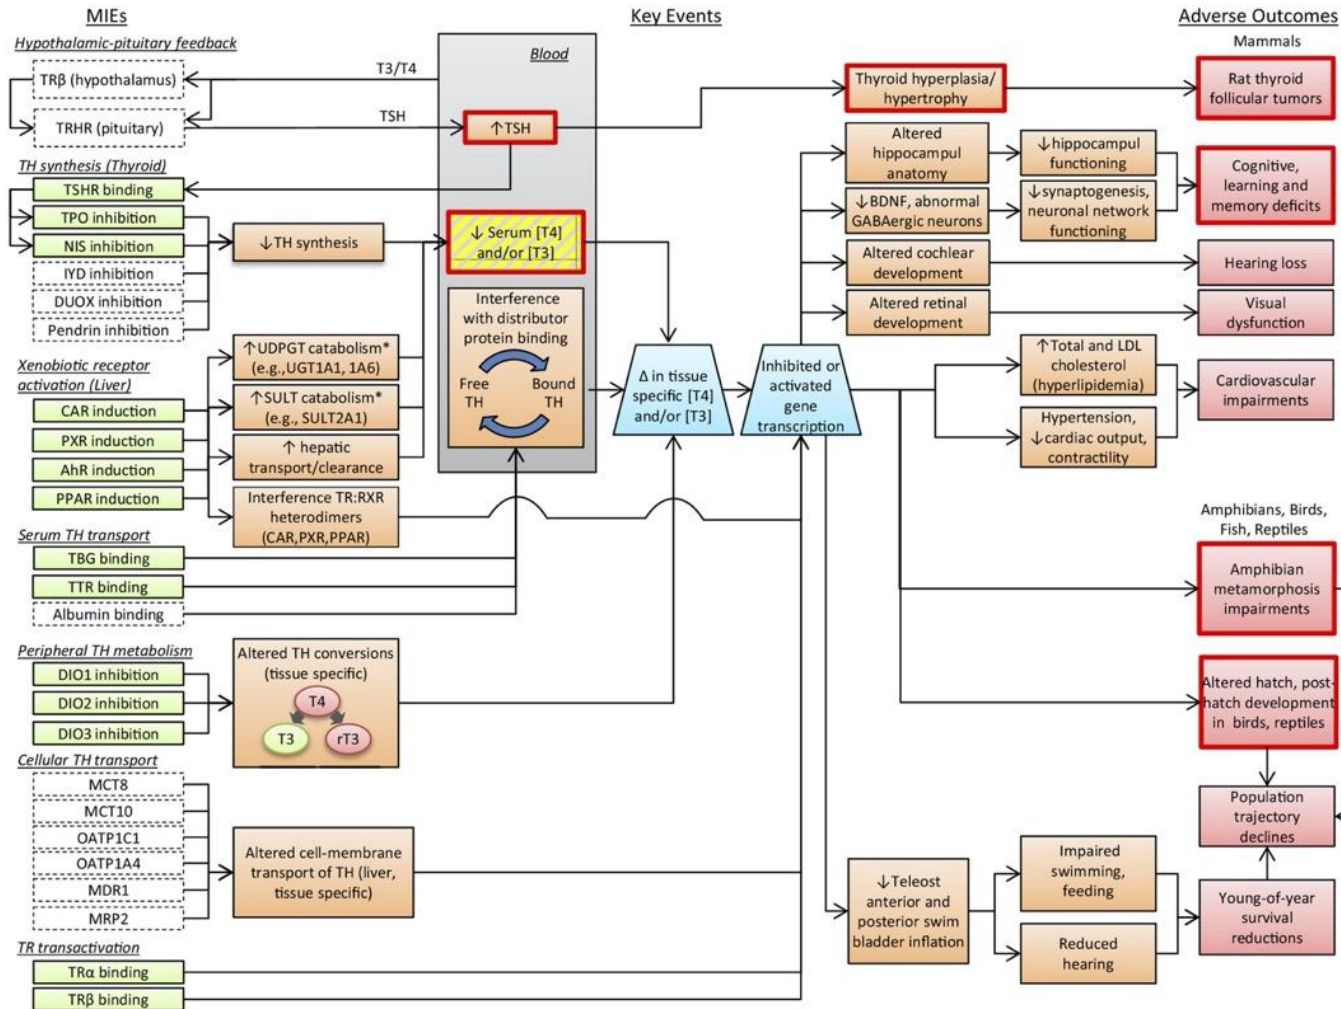 MIEs
Key Events
Adverse Outcomes
Hypothalamic-pituitary feedback
TRβ (hypothalamus)
TRHR (pituitary)
T3/T4
TSH
Blood
↑TSH
Thyroid hyperplasia/
hypertrophy
Mammals
Rat thyroid
follicular tumors
TH synthesis (Thyroid)
TSHR binding
TPO inhibition
NIS inhibition
IYD inhibition
DUOX inhibition
Pendrin inhibition
↓TH synthesis
↓ Serum [T4]
and/or [T3]
Altered
hippocampul
anatomy
↓hippocampul
functioning
↓BDNF, abnormal
GABAergic neurons
↓synaptogenesis,
neuronal network
functioning
Cognitive,
learning and
memory deficits
Altered cochlear
development
Hearing loss
Altered retinal
development
Visual
dysfunction
Xenobiotic receptor
activation (Liver)
CAR induction
PXR induction
AhR induction
PPAR induction
↑UDPGT catabolism*
(e.g.,UGT1A1, 1A6)
↑SULT catabolism*
(e.g., SULT2A1)
↑ hepatic
transport/clearance
Interference TR:RXR
heterodimers
(CAR,PXR,PPAR)
Interference
with distributor
protein binding
Free
TH
Bound
TH
Δ in tissue
specific [T4]
and/or [T3]
Inhibited or
activated
gene
transcription
↑Total and LDL
cholesterol
(hyperlipidemia)
Hypertension,
↓cardiac output,
contractility
Cardiovascular
impairments
Serum TH transport
TBG binding
TTR binding
Albumin binding
Amphibians, Birds,
Fish, Reptiles
Amphibian
metamorphosis
impairments
Peripheral TH metabolism
DIO1 inhibition
DIO2 inhibition
DIO3 inhibition
Altered TH conversions
(tissue specific)
T4
T3
rT3
Altered hatch, post-
hatch development
in birds, reptiles
Cellular TH transport
MCT8
MCT10
OATP1C1
OATP1A4
MDR1
MRP2
Altered cell-membrane
transport of TH (liver,
tissue specific)
Population
trajectory
declines
↓Teleost
anterior and
posterior swim
bladder inflation
Impaired
swimming,
feeding
Reduced
hearing
Young-of-year
survival
reductions
TR transactivation
TRα binding
TRβ binding